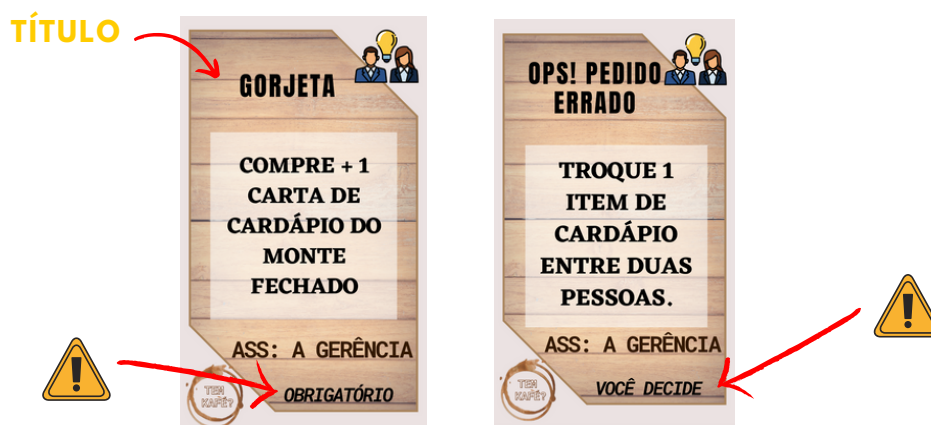 TÍTULO
GORJETA
COMPRE + 1
CARTA DE
CARDÁPIO DO
MONTE
FECHADO
ASS: A GERÊNCIA
TEM
KAFÉ?
OBRIGATÓRIO
OPS! PEDIDO
ERRADO
TROQUE 1
ITEM DE
CARDÁPIO
ENTRE DUAS
PESSOAS.
ASS: A GERÊNCIA
TEM
KAFÉ?
VOCÊ DECIDE